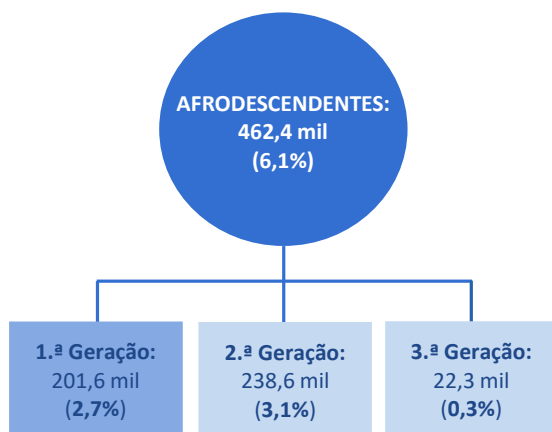 AFRODESCENDENTES:
462,4 mil
(6,1%)
1.ª Geração:
201,6 mil
(2,7%)
2.ª Geração:
238,6 mil
(3,1%)
3.ª Geração:
22,3 mil
(0,3%)